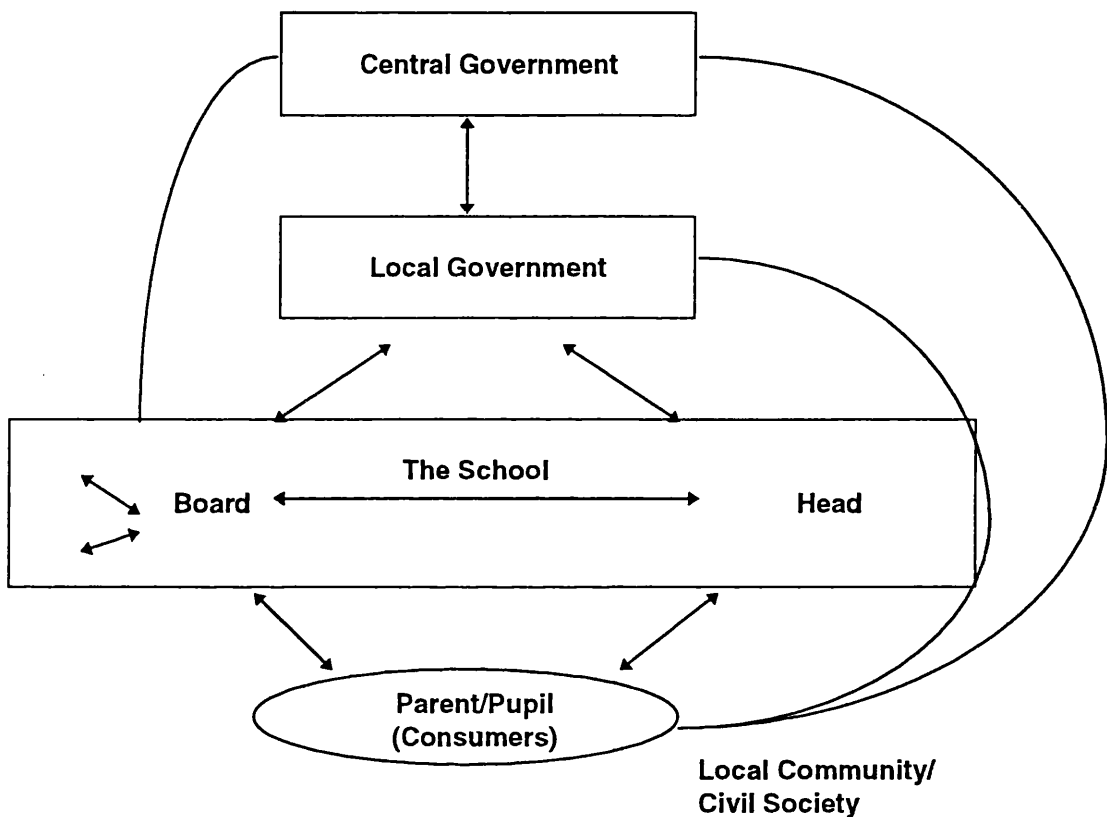 Central Government
Local Government
The School
Board
Head
Parent/Pupil
(Consumers)
Local Community/
Civil Society